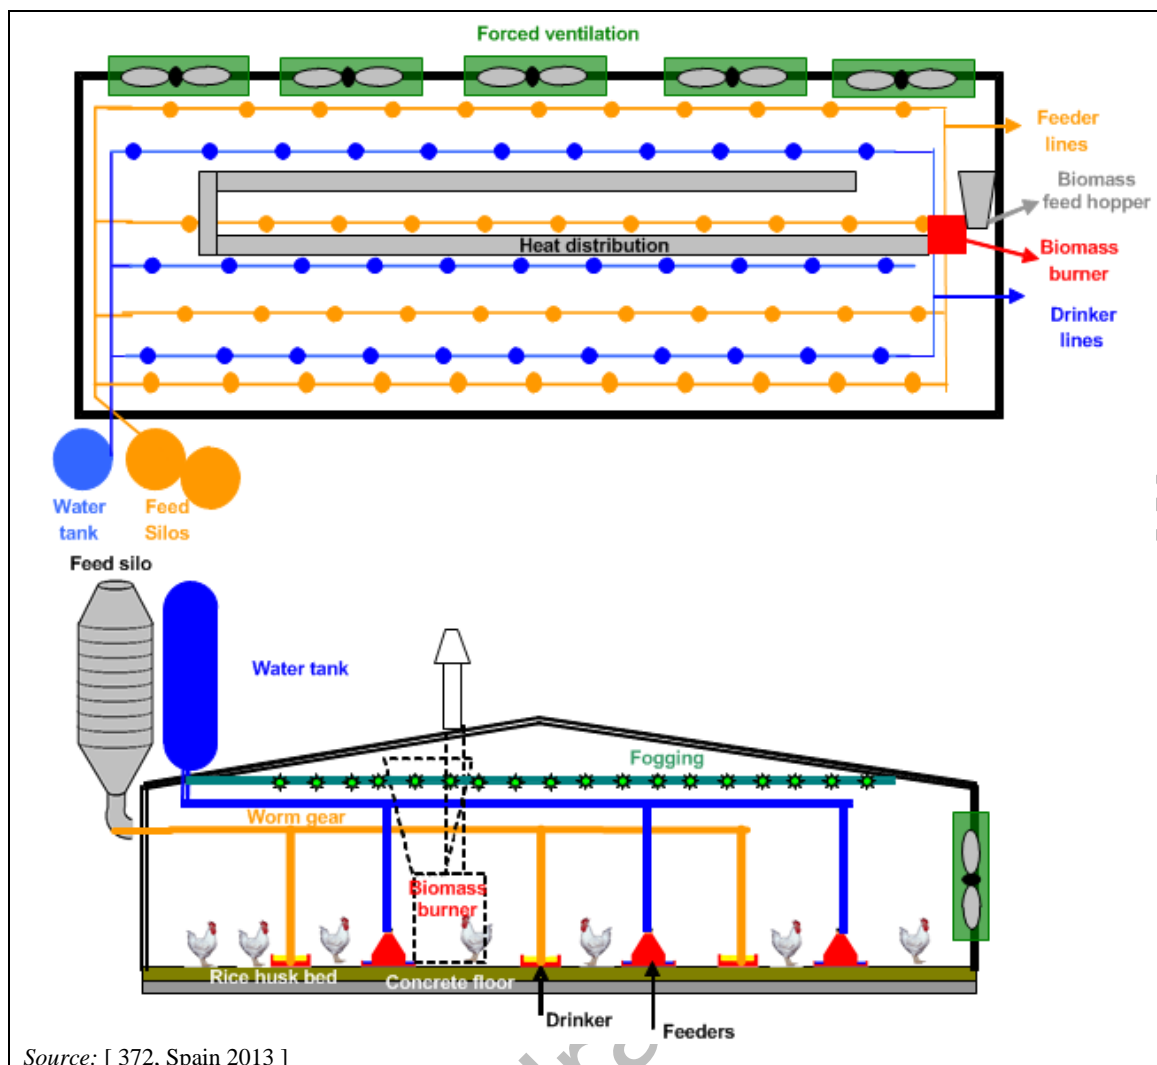 Forced ventilation
Feeder
lines
Biomass
feed hopper
Heat distribution
Biomass
burner
Drinker
lines
Water
tank
Feed
Silos
Feed silo
Water tank
Fogging
Worm gear
Biomass
burner
Rice husk bed
Concrete floor
Drinker
Feeders
Source: [ 372, Spain 2013 ]